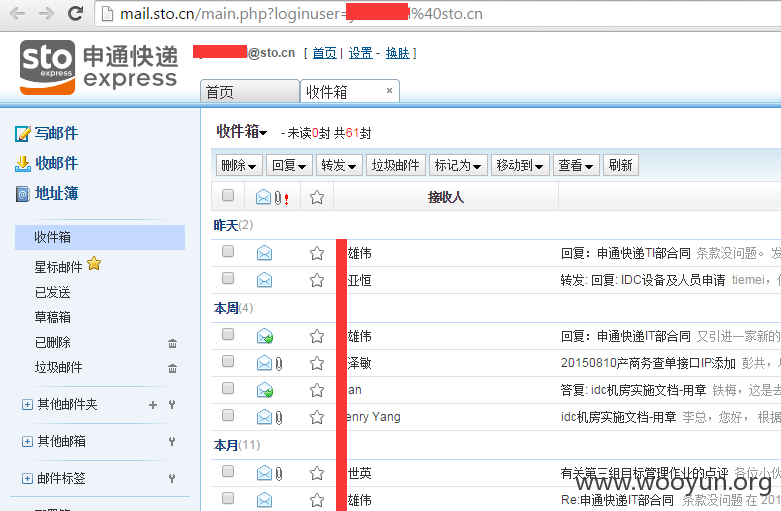 mail.sto.cn/main.php?loginuser= %40sto.cn
sto express 申通快递 express
@sto.cn [ 首页 | 设置 - 换肤 ]
首页 收件箱 ×
写邮件
收邮件
地址簿
收件箱
星标邮件
已发送
草稿箱
已删除
垃圾邮件
其他邮件夹 +
其他邮箱
邮件标签
收件箱 - 未读0封 共61封
删除 回复 转发 垃圾邮件 标记为 移动到 查看 刷新
接收人
昨天(2)
雄伟 回复：申通快递TI部合同 条款没问题。 发
亚恒 转发: 回复: IDC设备及人员申请 tiemei，
本周(4)
雄伟 回复：申通快递IT部合同 又引进一家新的
泽敏 20150810产商务查单接口IP添加 彭共，
an 答复: idc机房实施文档-用章 铁梅，这是去
enry Yang idc机房实施文档-用章 李总，您好， 根据
本月(11)
世英 有关第三组目标管理作业的点评 各位小伙
雄伟 Re:申通快递IT部合同 条款没问题 在 201
www.wooyun.org